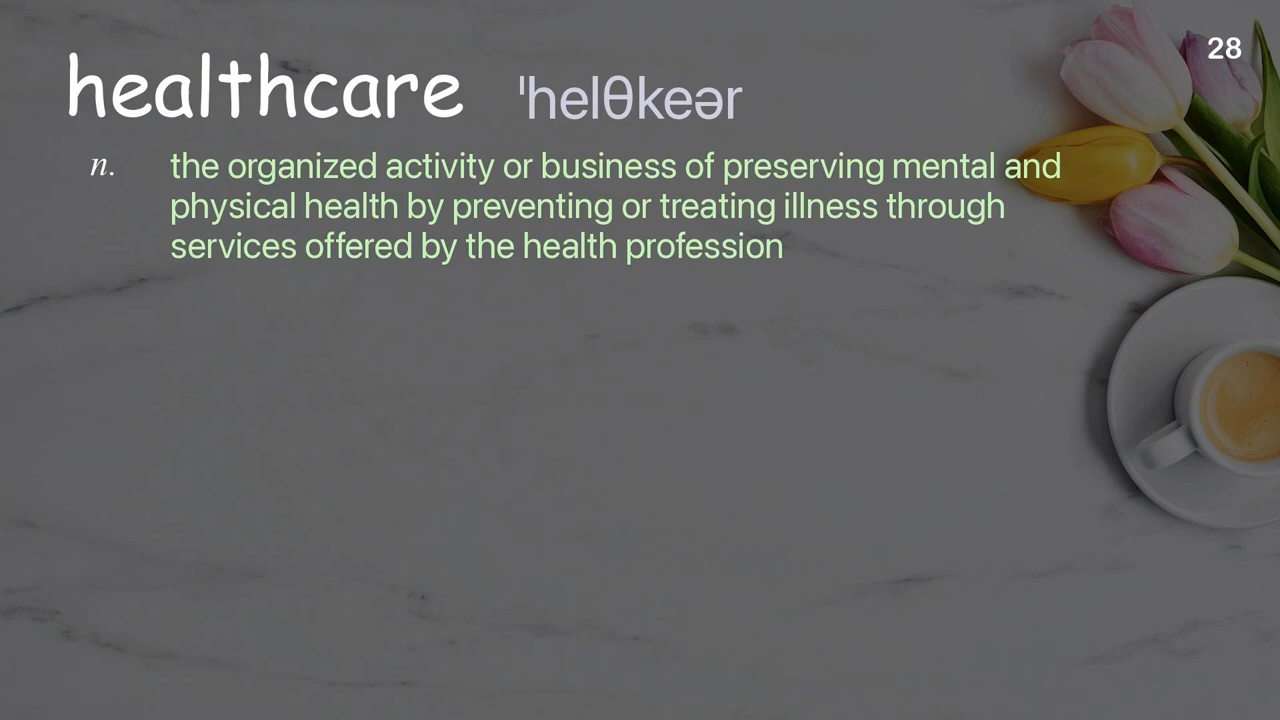 28
healthcare ˈhelθkeər
n. the organized activity or business of preserving mental and
physical health by preventing or treating illness through
services offered by the health profession